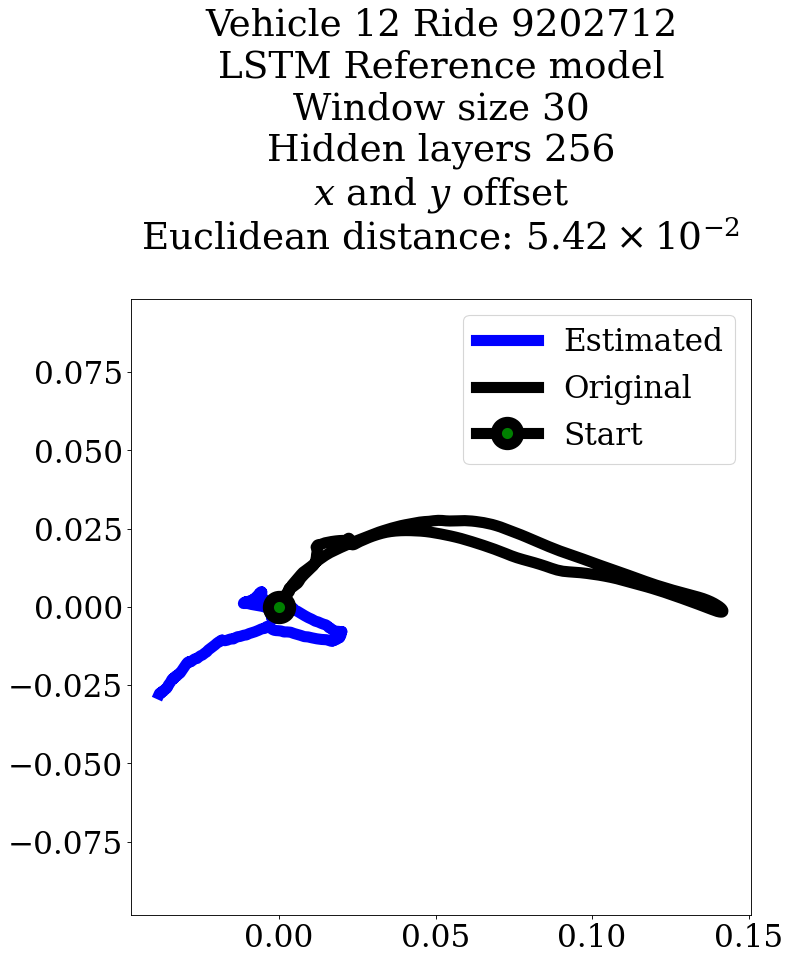 Vehicle 12 Ride 9202712
LSTM Reference model
Window size 30
Hidden layers 256
x and y offset
Euclidean distance: 5.42 × 10⁻²
Estimated
Original
Start
0.075
0.050
0.025
0.000
−0.025
−0.050
−0.075
0.00 0.05 0.10 0.15